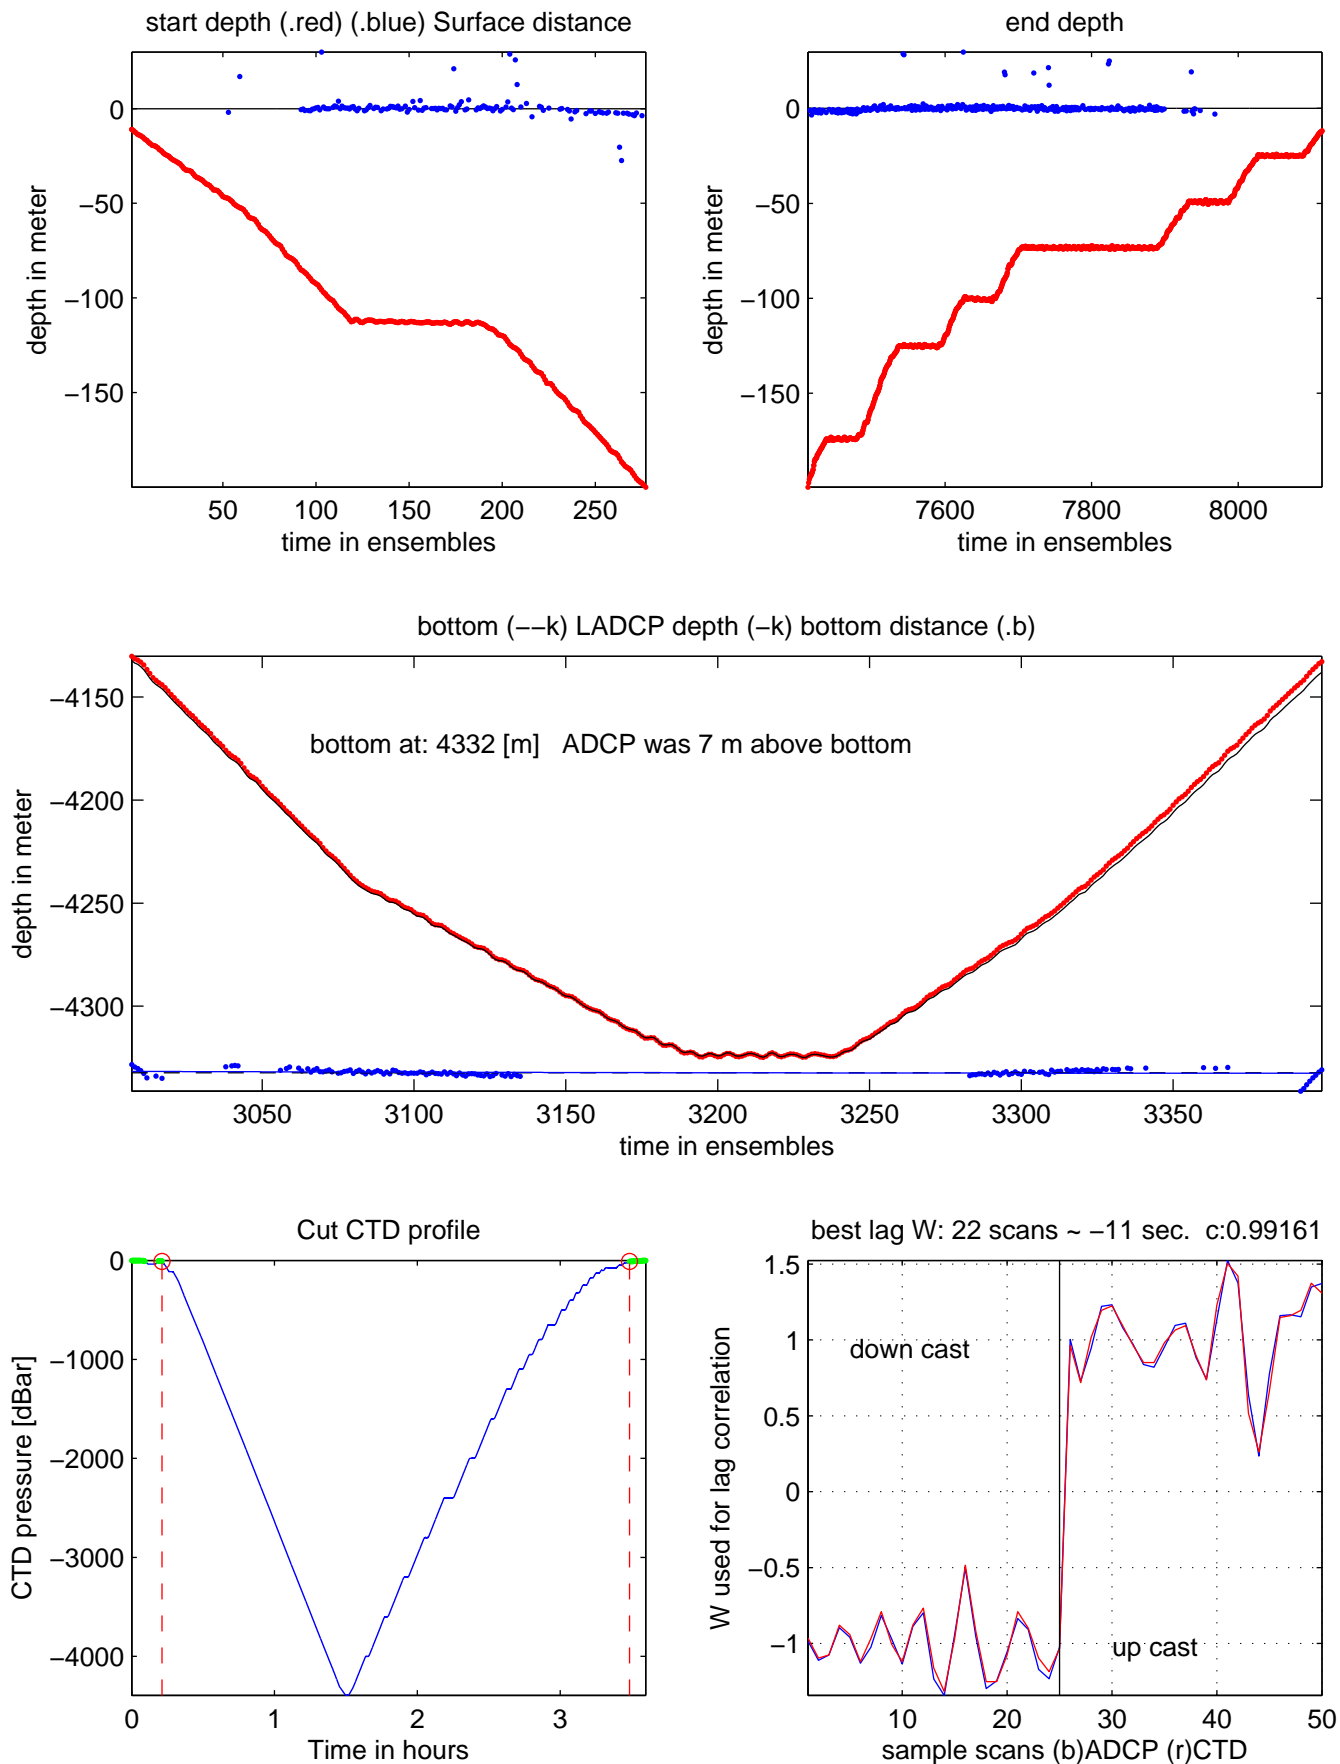 start depth (.red) (.blue) Surface distance
0
−50
−100
−150
depth in meter
50 100 150 200 250
time in ensembles
end depth
0
−50
−100
−150
depth in meter
7600 7800 8000
time in ensembles
bottom (−−k) LADCP depth (−k) bottom distance (.b)
−4150
−4200
−4250
−4300
depth in meter
bottom at: 4332 [m] ADCP was 7 m above bottom
3050 3100 3150 3200 3250 3300 3350
time in ensembles
Cut CTD profile
0
−1000
−2000
−3000
−4000
CTD pressure [dBar]
0 1 2 3
Time in hours
best lag W: 22 scans ~ −11 sec. c:0.99161
1.5
1
0.5
0
−0.5
−1
W used for lag correlation
down cast
up cast
10 20 30 40 50
sample scans (b)ADCP (r)CTD